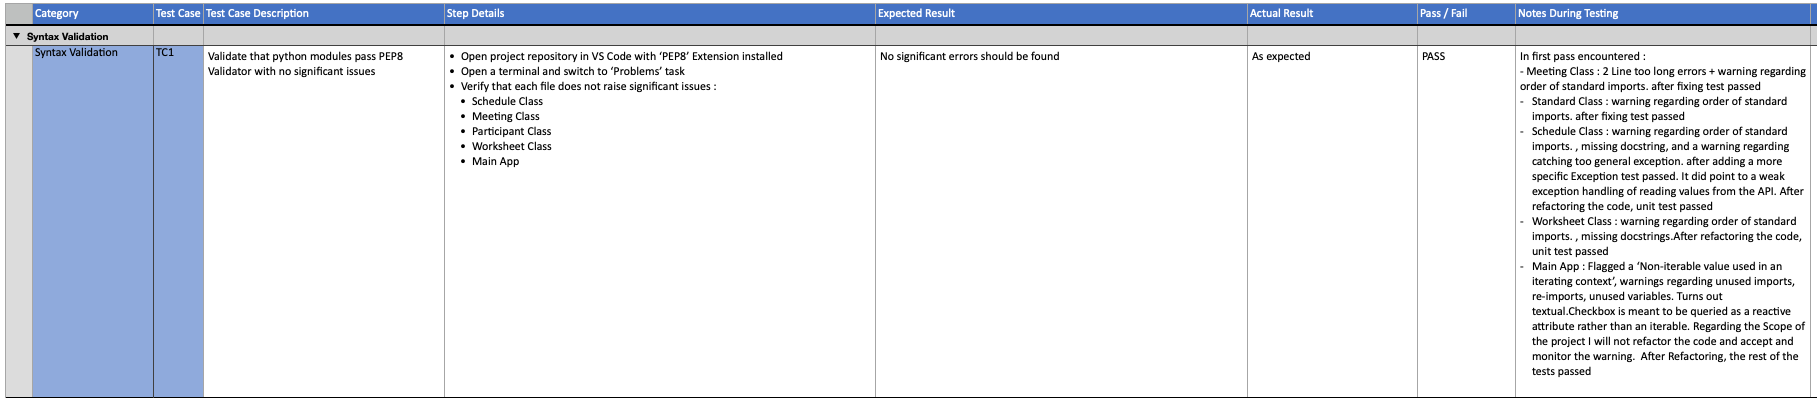 Category Test Case Test Case Description Step Details Expected Result Actual Result Pass / Fail Notes During Testing
▼ Syntax Validation
Syntax Validation
TC1
Validate that python modules pass PEP8
Validator with no significant issues
• Open project repository in VS Code with ‘PEP8’ Extension installed
• Open a terminal and switch to ‘Problems’ task
• Verify that each file does not raise significant issues :
• Schedule Class
• Meeting Class
• Participant Class
• Worksheet Class
• Main App
No significant errors should be found
As expected
PASS
In first pass encountered :
- Meeting Class : 2 Line too long errors + warning regarding
order of standard imports. after fixing test passed
- Standard Class : warning regarding order of standard
imports. after fixing test passed
- Schedule Class : warning regarding order of standard
imports. , missing docstring, and a warning regarding
catching too general exception. after adding a more
specific Exception test passed. It did point to a weak
exception handling of reading values from the API. After
refactoring the code, unit test passed
- Worksheet Class : warning regarding order of standard
imports. , missing docstrings.After refactoring the code,
unit test passed
- Main App : Flagged a ‘Non-iterable value used in an
iterating context’, warnings regarding unused imports,
re-imports, unused variables. Turns out
textual.Checkbox is meant to be queried as a reactive
attribute rather than an iterable. Regarding the Scope of
the project I will not refactor the code and accept and
monitor the warning. After Refactoring, the rest of the
tests passed